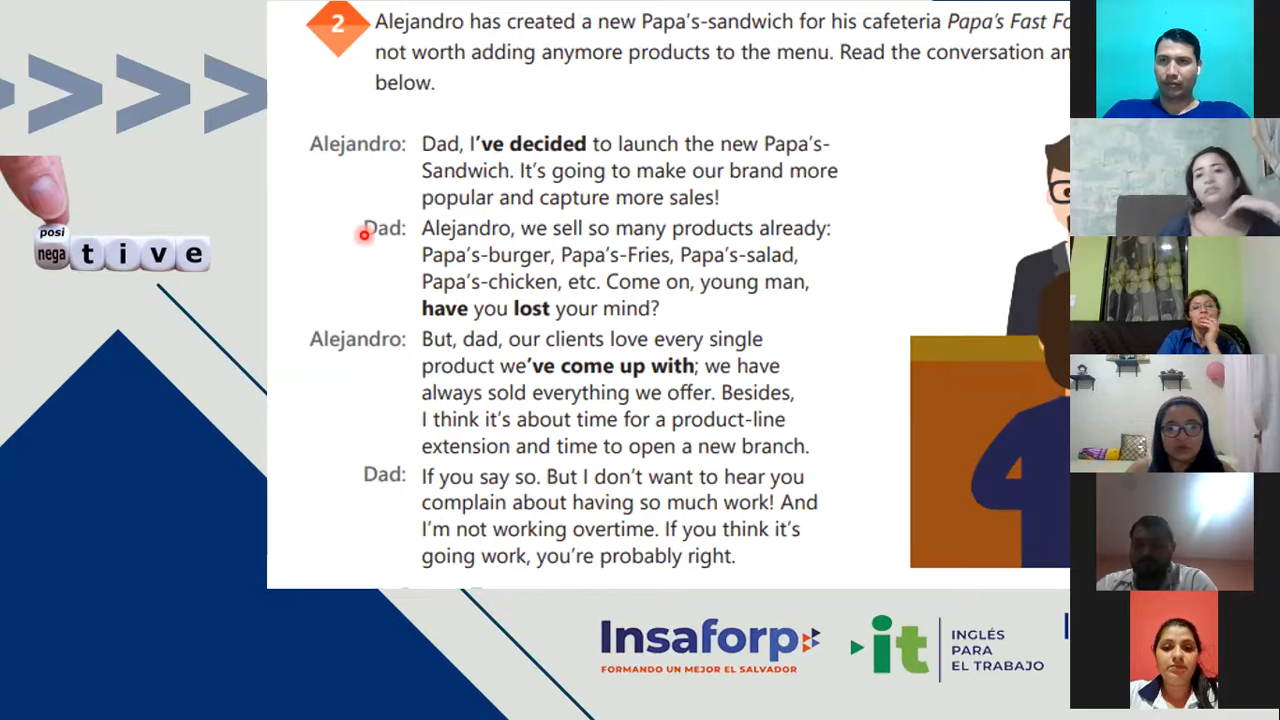 2
Alejandro has created a new Papa's-sandwich for his cafeteria Papa's Fast
not worth adding anymore products to the menu. Read the conversation
below.
Alejandro: Dad, I've decided to launch the new Papa's-
Sandwich. It's going to make our brand more
popular and capture more sales!
Dad: Alejandro, we sell so many products already:
Papa's-burger, Papa's-Fries, Papa's-salad,
Papa's-chicken, etc. Come on, young man,
have you lost your mind?
Alejandro: But, dad, our clients love every single
product we've come up with; we have
always sold everything we offer. Besides,
I think it's about time for a product-line
extension and time to open a new branch.
Dad: If you say so. But I don't want to hear you
complain about having so much work! And
I'm not working overtime. If you think it's
going work, you're probably right.
posi
nega t i v e
Insaforp
FORMANDO UN MEJOR EL SALVADOR
it
INGLÉS
PARA
EL TRABAJO